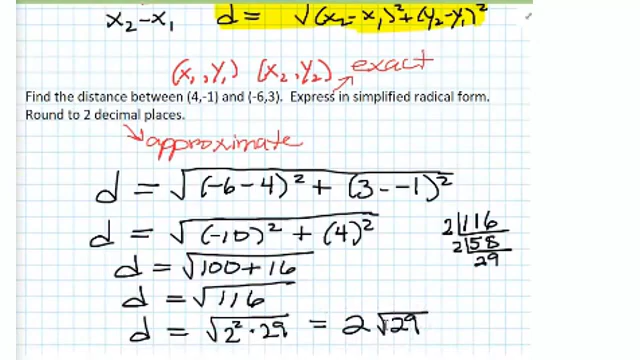 x₂ - x₁ d = √(x₂ - x₁)² + (y₂ - y₁)²
(x₁, y₁) (x₂, y₂) exact
Find the distance between (4,-1) and (-6,3). Express in simplified radical form.
Round to 2 decimal places.
approximate
d = √(-6 - 4)² + (3 - -1)²
d = √(-10)² + (4)²
2 116
d = √100 + 16
2 58
29
d = √116
d = √2² · 29 = 2√29